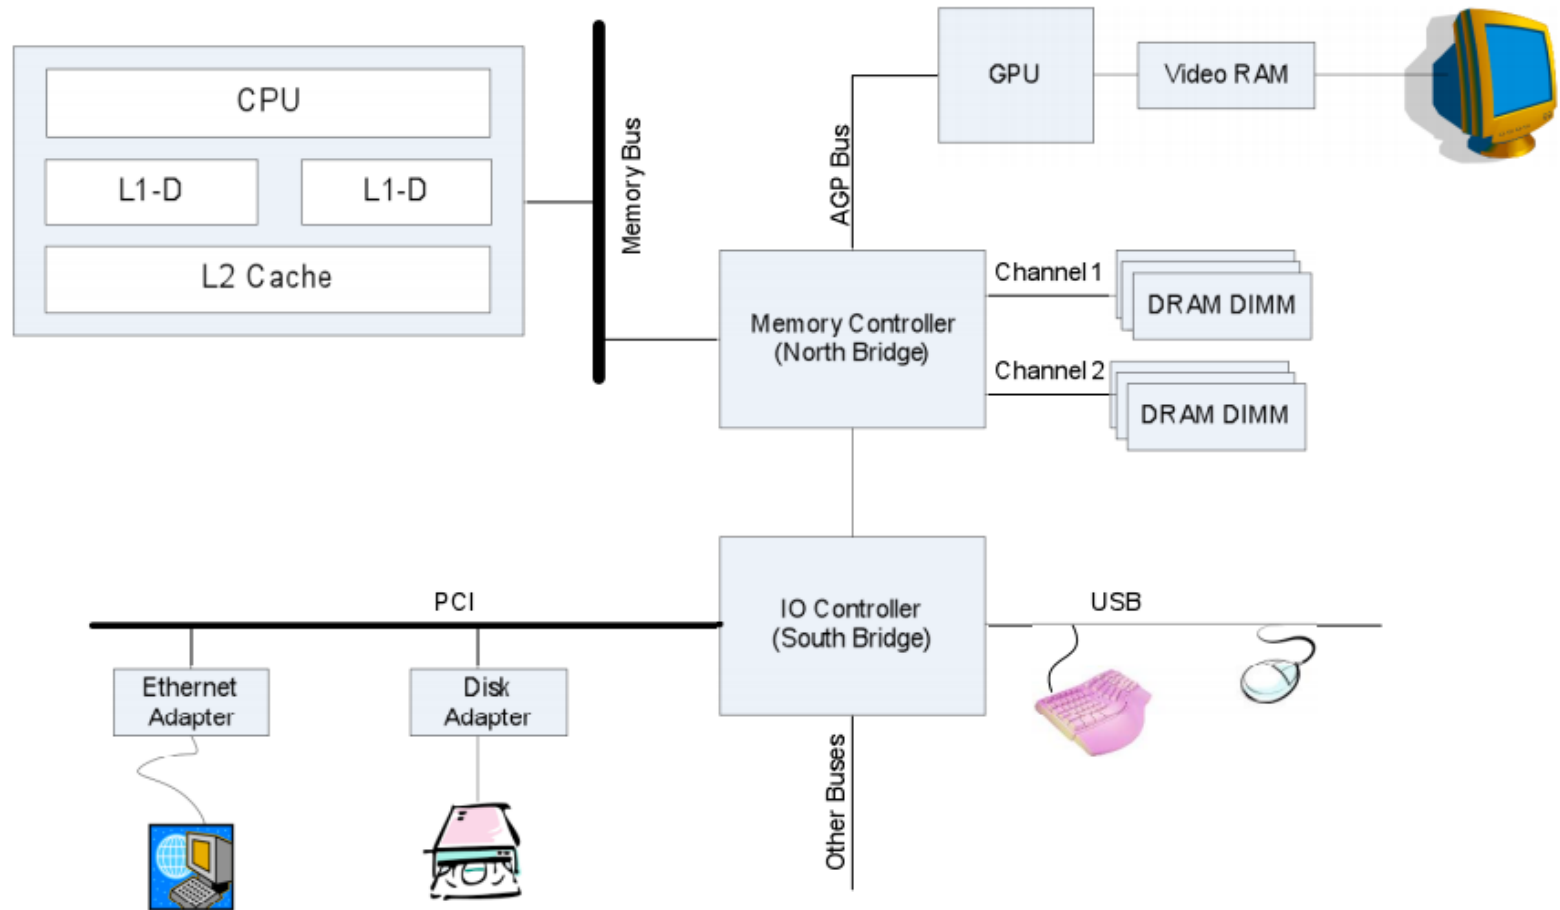 CPU
L1-D
L1-D
L2 Cache
Memory Bus
AGP Bus
GPU
Video RAM
Memory Controller
(North Bridge)
Channel 1
DRAM DIMM
Channel 2
DRAM DIMM
IO Controller
(South Bridge)
PCI
USB
Ethernet
Adapter
Disk
Adapter
Other Buses